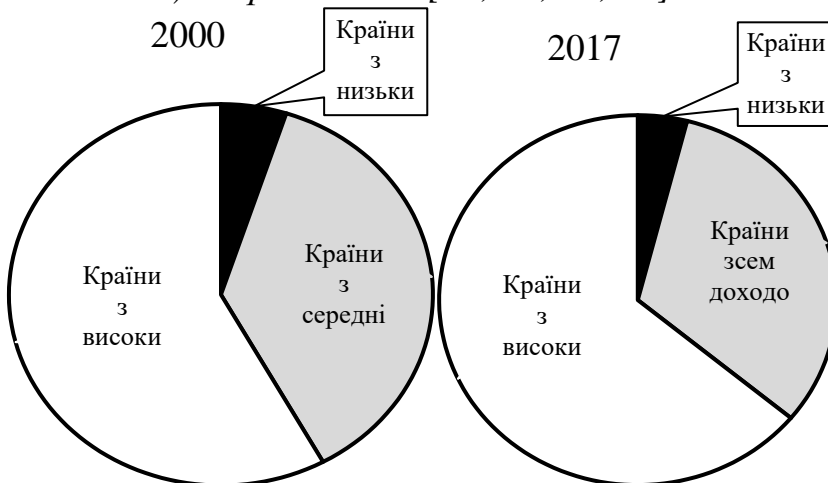 2000
Країни
з
низьки
2017
Країни
з
низьки
Країни
з
високи
Країни
з
середні
Країни
з
високи
Країни
зсем
доходо